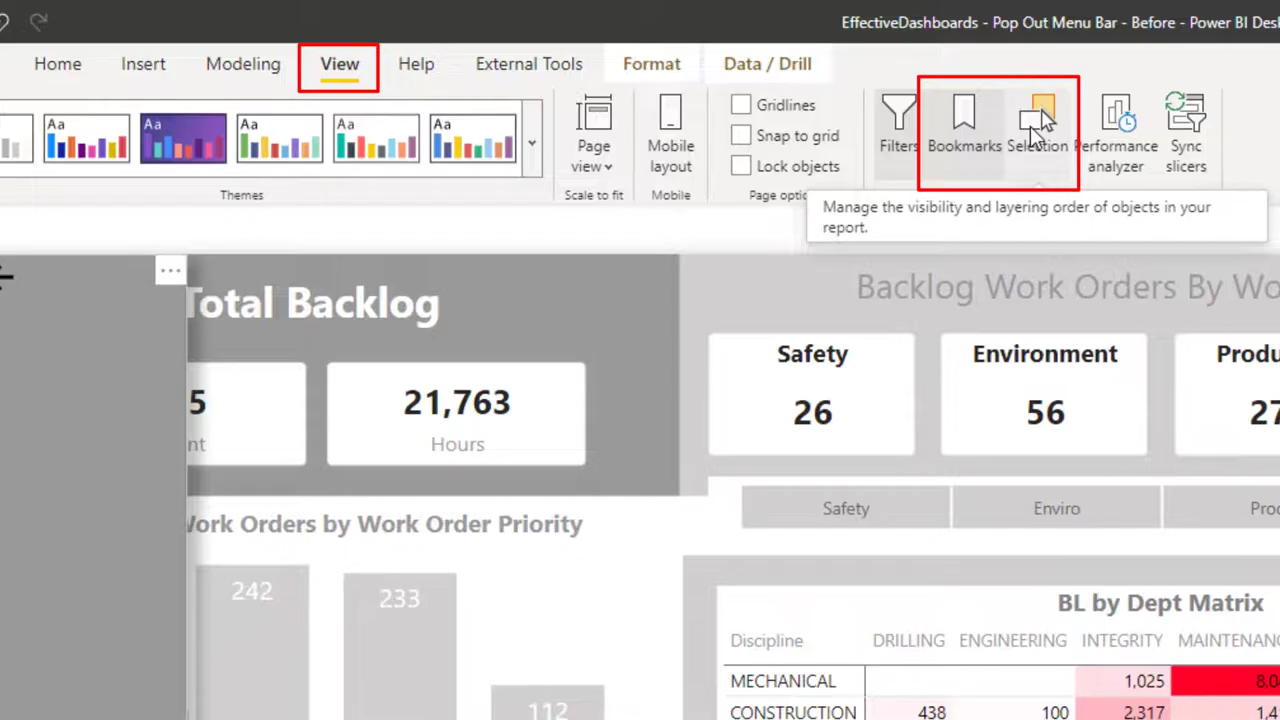 EffectiveDashboards - Pop Out Menu Bar - Before - Power BI Des
Home Insert Modeling View Help External Tools Format Data / Drill
Aa Aa Aa Aa Aa
Page view
Mobile layout
Gridlines
Snap to grid
Lock objects
Filters
Bookmarks
Selection
Performance analyzer
Sync slicers
Themes
Scale to fit
Mobile
Page optio
Manage the visibility and layering order of objects in your
report.
Total Backlog
5
nt
21,763
Hours
Backlog Work Orders By Wo
Safety Environment Produ
26 56 27
Safety Enviro Proc
Work Orders by Work Order Priority
242 233 112
BL by Dept Matrix
Discipline DRILLING ENGINEERING INTEGRITY MAINTENANC
MECHANICAL 1,025 8,0
CONSTRUCTION 438 100 2,317 1,4